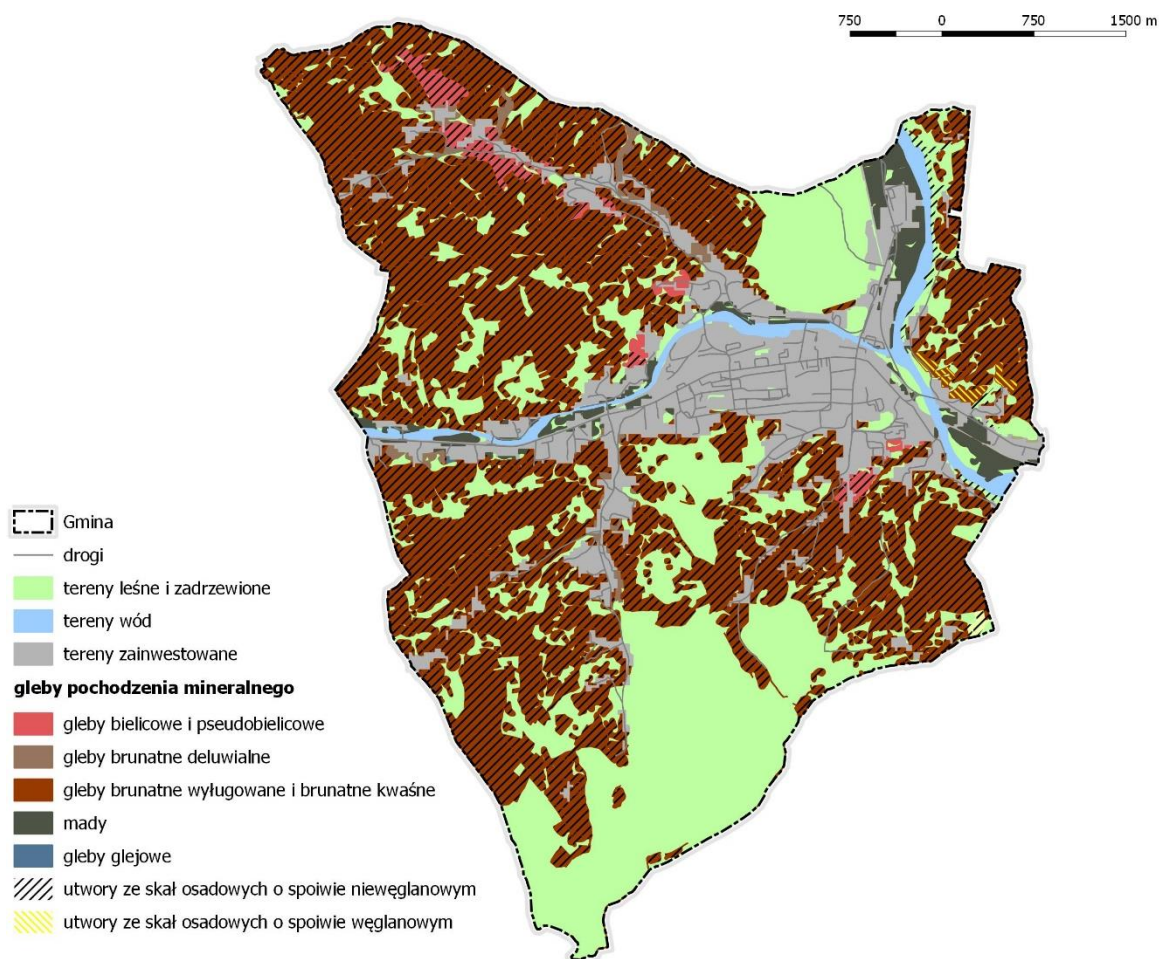 750 0 750 1500 m
Gmina
drogi
tereny leśne i zadrzewione
tereny wód
tereny zainwestowane
gleby pochodzenia mineralnego
gleby bielicowe i pseudobielicowe
gleby brunatne deluwialne
gleby brunatne wyługowane i brunatne kwaśne
mady
gleby glejowe
utwory ze skał osadowych o spoiwie niewęglanowym
utwory ze skał osadowych o spoiwie węglanowym